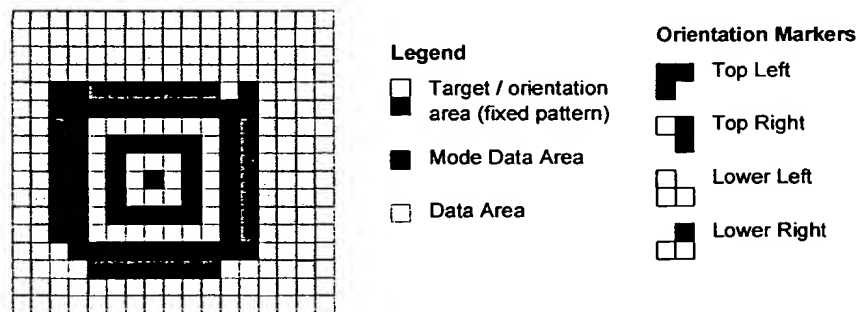 Legend
Target / orientation
area (fixed pattern)
Mode Data Area
Data Area
Orientation Markers
Top Left
Top Right
Lower Left
Lower Right